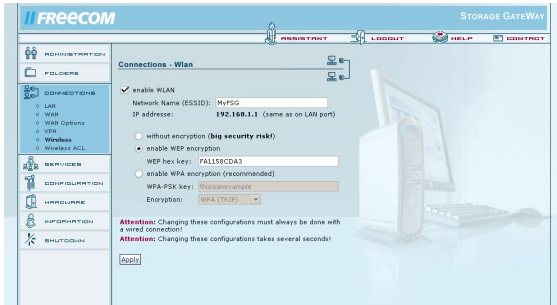 FREECOM
STORAGE GATEWAY
ASSISTANT LOGOUT HELP CONTACT
ADMINISTRATION
FOLDERS
CONNECTIONS
LAN
WAN
WAN Options
VPN
Wireless
Wireless ACL
SERVICES
CONFIGURATION
HARDWARE
INFORMATION
SHUTDOWN
Connections - Wlan
enable WLAN
Network Name (ESSID): MyFSG
IP addresse: 192.168.1.1 (same as on LAN port)
without encryption (big security risk!)
enable WEP encryption
WEP hex key: FA1158CDA3
enable WPA encryption (recommended)
WPA-PSK key: thisisanexample
Encryption: WPA (TKIP)
Attention: Changing these configurations must always be done with
a wired connection!
Attention: Changing these configurations takes several seconds!
Apply